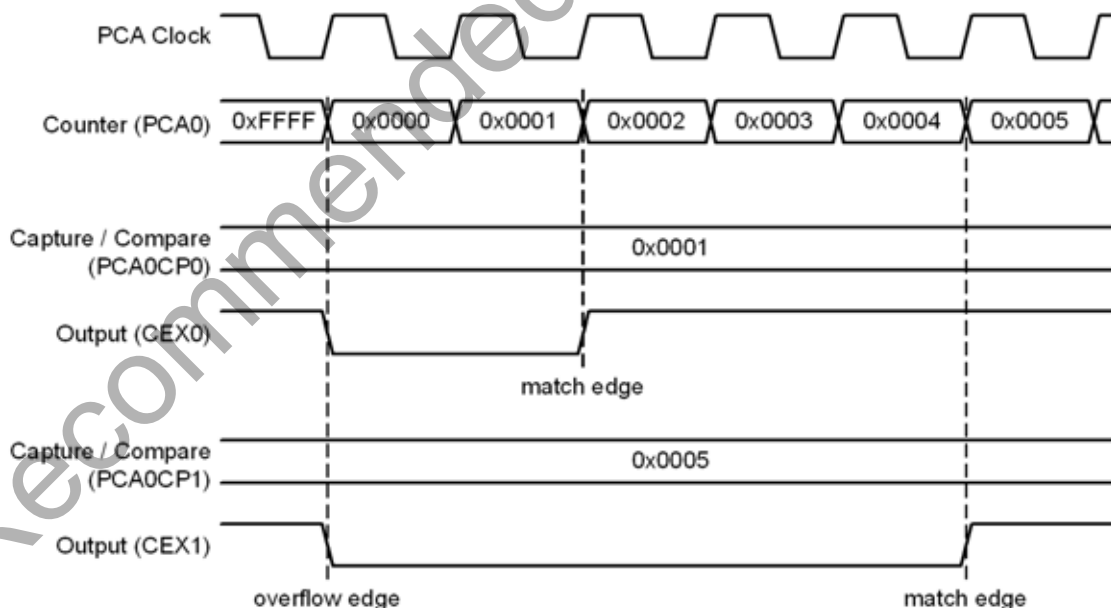 PCA Clock
Counter (PCA0) 0xFFFF 0x0000 0x0001 0x0002 0x0003 0x0004 0x0005
Capture / Compare
(PCA0CP0)
0x0001
Output (CEX0)
match edge
Capture / Compare
(PCA0CP1)
0x0005
Output (CEX1)
overflow edge match edge
Recommended